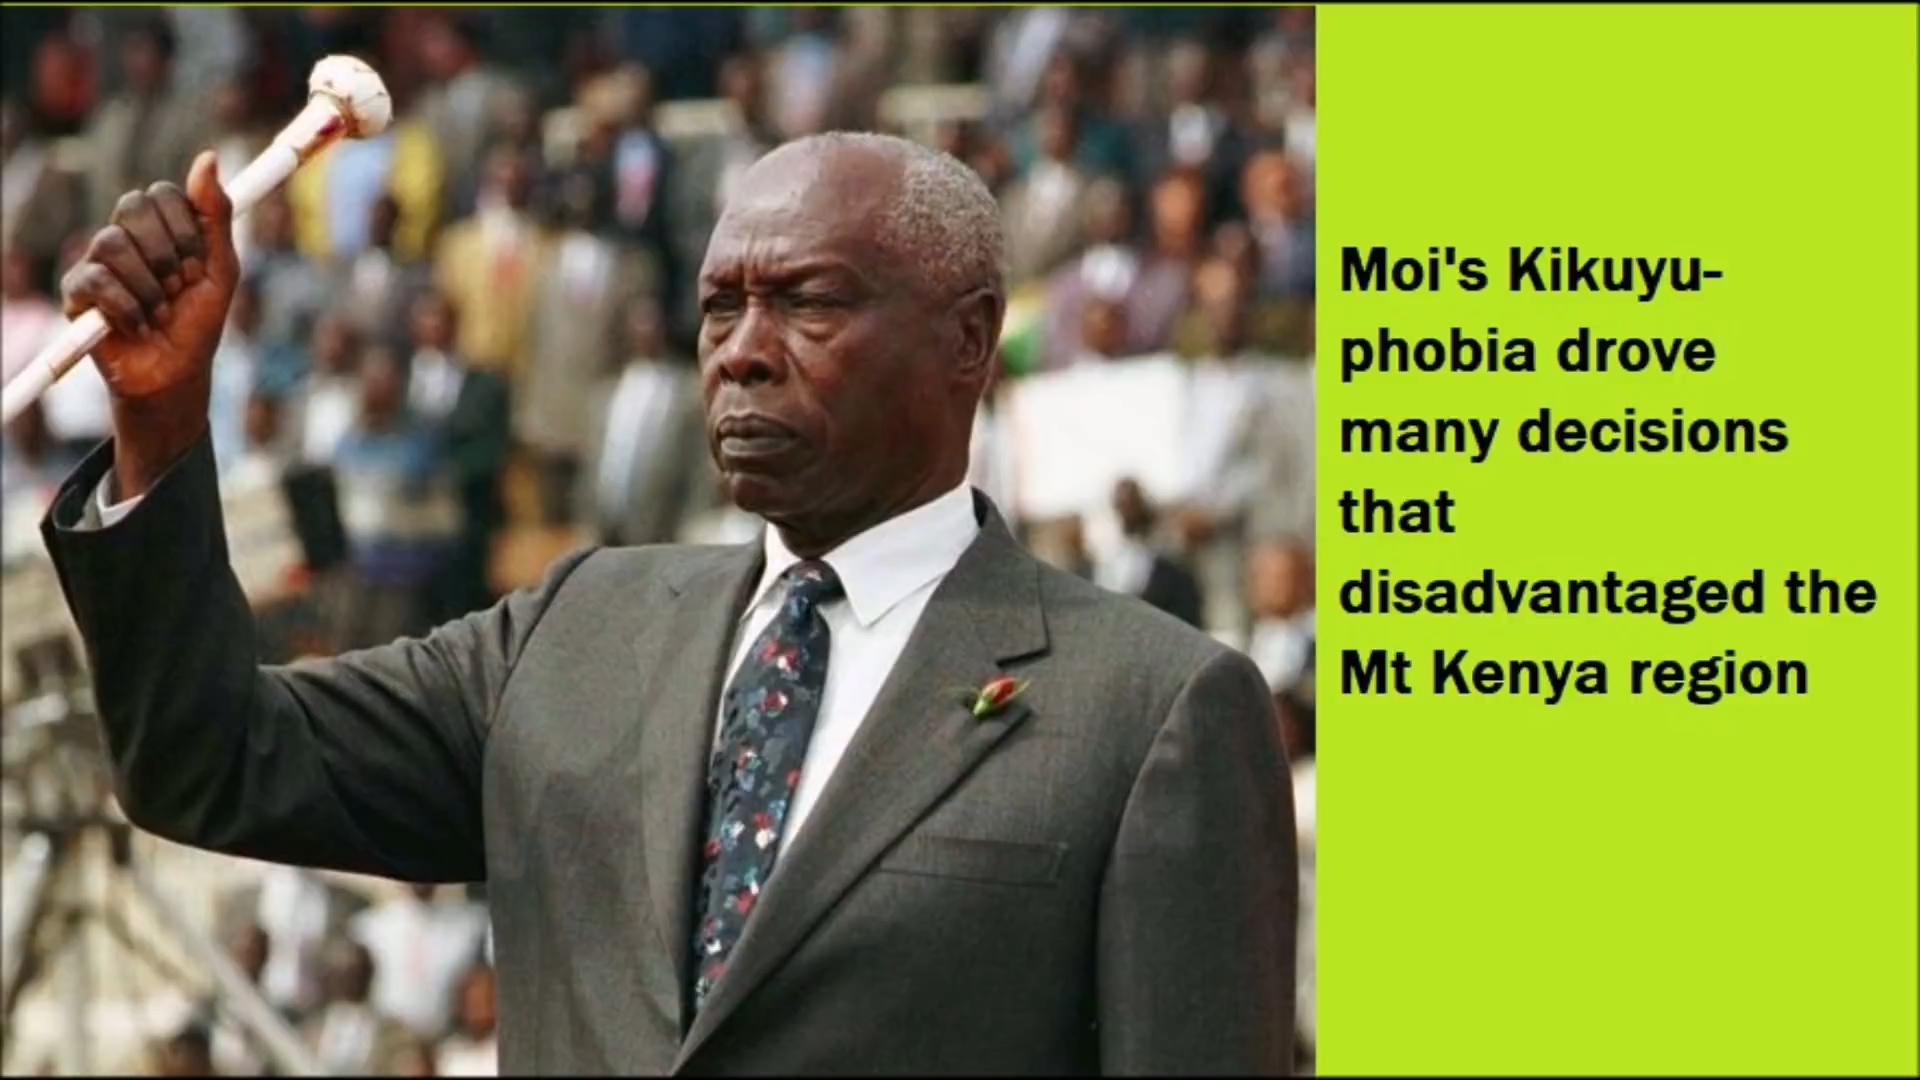 Moi's Kikuyu-
phobia drove
many decisions
that
disadvantaged the
Mt Kenya region